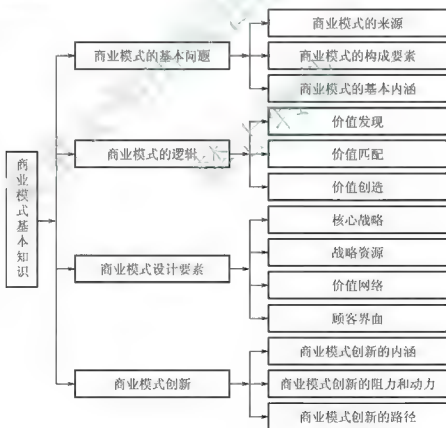 商业模式基本知识
商业模式的基本问题
商业模式的来源
商业模式的构成要素
商业模式的基本内涵
商业模式的逻辑
价值发现
价值匹配
价值创造
商业模式设计要素
核心战略
战略资源
价值网络
顾客界面
商业模式创新
商业模式创新的内涵
商业模式创新的阻力和动力
商业模式创新的路径